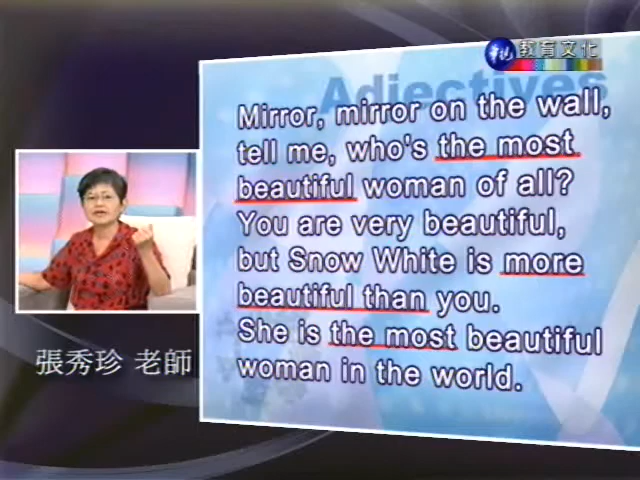 華視 教育文化
Adjectives
Mirror, mirror on the wall,
tell me, who's the most
beautiful woman of all?
You are very beautiful,
but Snow White is more
beautiful than you.
She is the most beautiful
woman in the world.
張秀珍 老師